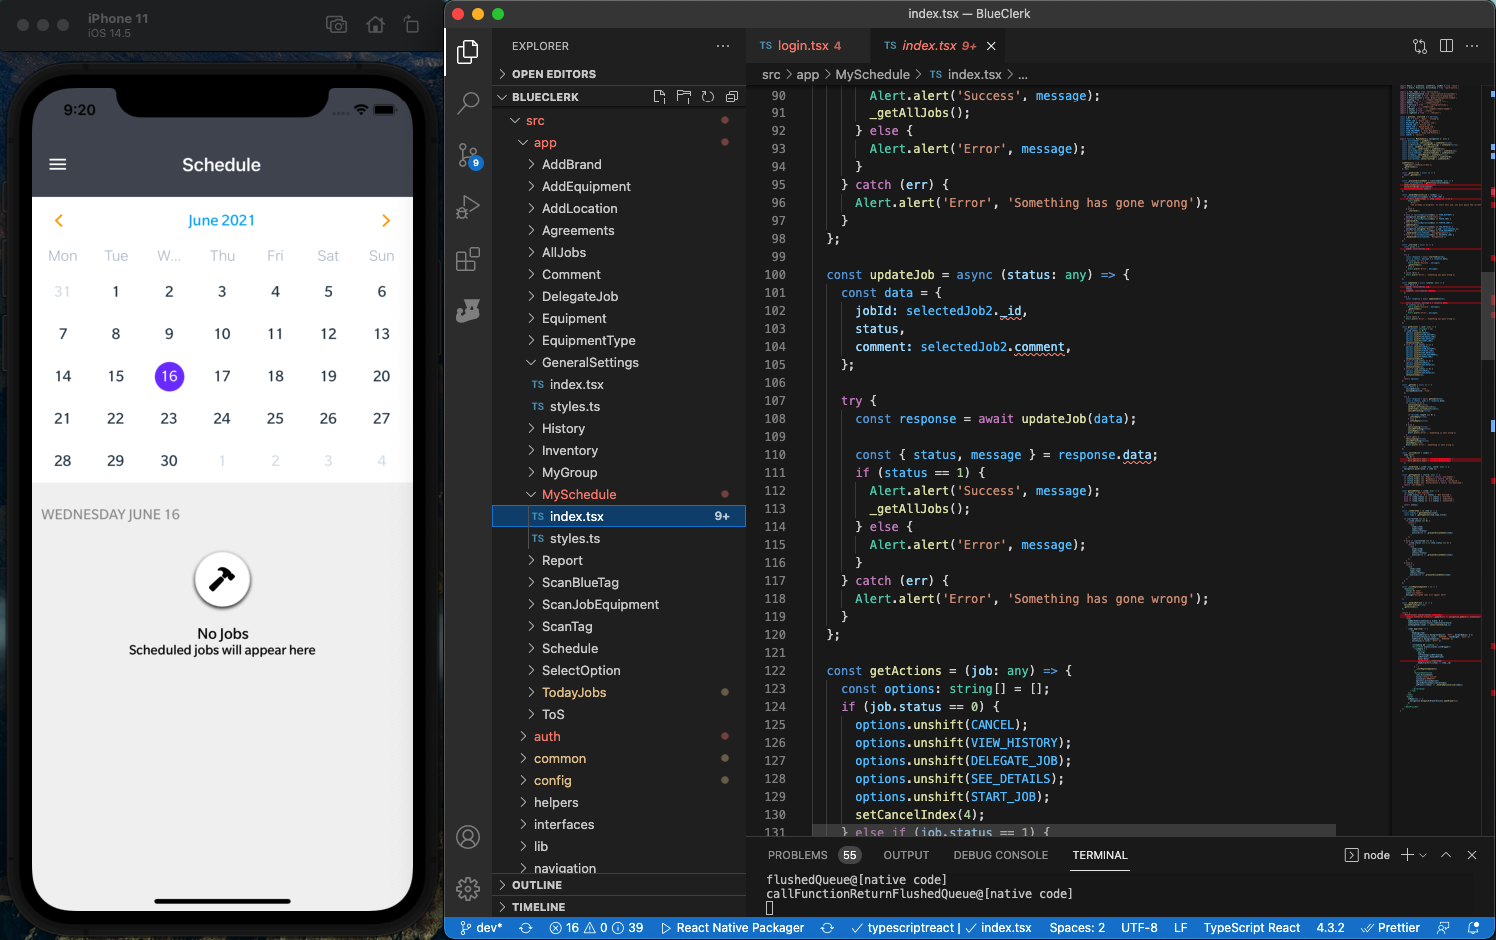 iPhone 11
iOS 14.5
9:20
Schedule
June 2021
Mon Tue W... Thu Fri Sat Sun
31 1 2 3 4 5 6
7 8 9 10 11 12 13
14 15 16 17 18 19 20
21 22 23 24 25 26 27
28 29 30 1 2 3 4
WEDNESDAY JUNE 16
No Jobs
Scheduled jobs will appear here
index.tsx — BlueClerk
9
EXPLORER
OPEN EDITORS
BLUECLERK
src
app
AddBrand
AddEquipment
AddLocation
Agreements
AllJobs
Comment
DelegateJob
Equipment
EquipmentType
GeneralSettings
TS index.tsx
TS styles.ts
History
Inventory
MyGroup
MySchedule
TS index.tsx 9+
TS styles.ts
Report
ScanBlueTag
ScanJobEquipment
ScanTag
Schedule
SelectOption
TodayJobs
ToS
auth
common
config
helpers
interfaces
lib
navigation
OUTLINE
TIMELINE
TS login.tsx 4 TS index.tsx 9+
src > app > MySchedule > TS index.tsx > ...
90 Alert.alert('Success', message);
91 _getAllJobs();
92 } else {
93 Alert.alert('Error', message);
94 }
95 } catch (err) {
96 Alert.alert('Error', 'Something has gone wrong');
97 }
98 };
99
100 const updateJob = async (status: any) => {
101 const data = {
102 jobId: selectedJob2._id,
103 status,
104 comment: selectedJob2.comment,
105 };
106
107 try {
108 const response = await updateJob(data);
109
110 const { status, message } = response.data;
111 if (status == 1) {
112 Alert.alert('Success', message);
113 _getAllJobs();
114 } else {
115 Alert.alert('Error', message);
116 }
117 } catch (err) {
118 Alert.alert('Error', 'Something has gone wrong');
119 }
120 };
121
122 const getActions = (job: any) => {
123 const options: string[] = [];
124 if (job.status == 0) {
125 options.unshift(CANCEL);
126 options.unshift(VIEW_HISTORY);
127 options.unshift(DELEGATE_JOB);
128 options.unshift(SEE_DETAILS);
129 options.unshift(START_JOB);
130 setCancelIndex(4);
131 } else if (job.status == 1) {
PROBLEMS 55 OUTPUT DEBUG CONSOLE TERMINAL node
flushedQueue@[native code]
callFunctionReturnFlushedQueue@[native code]
dev* 16 0 39 React Native Packager typescriptreact | index.tsx Spaces: 2 UTF-8 LF TypeScript React 4.3.2 Prettier